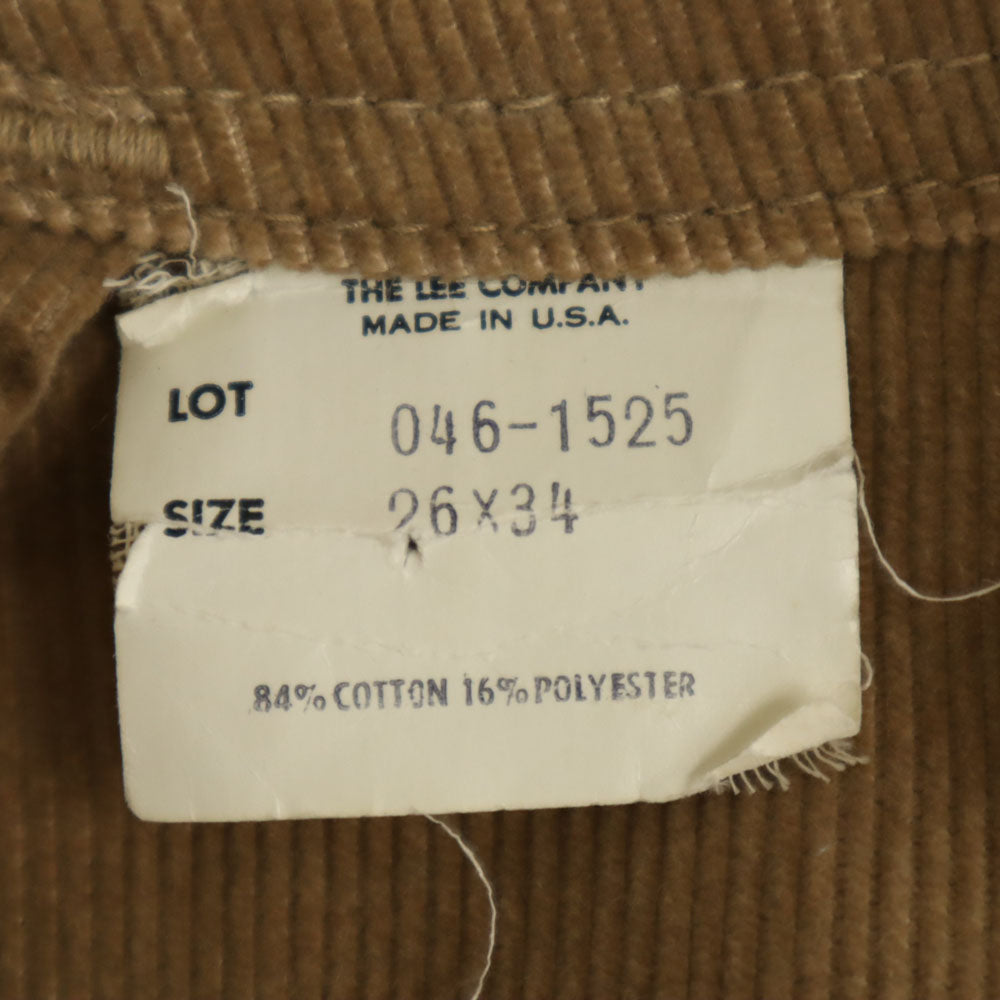 THE LEE COMPANY
MADE IN U.S.A.
LOT 046-1525
SIZE 26X34
84% COTTON 16% POLYESTER